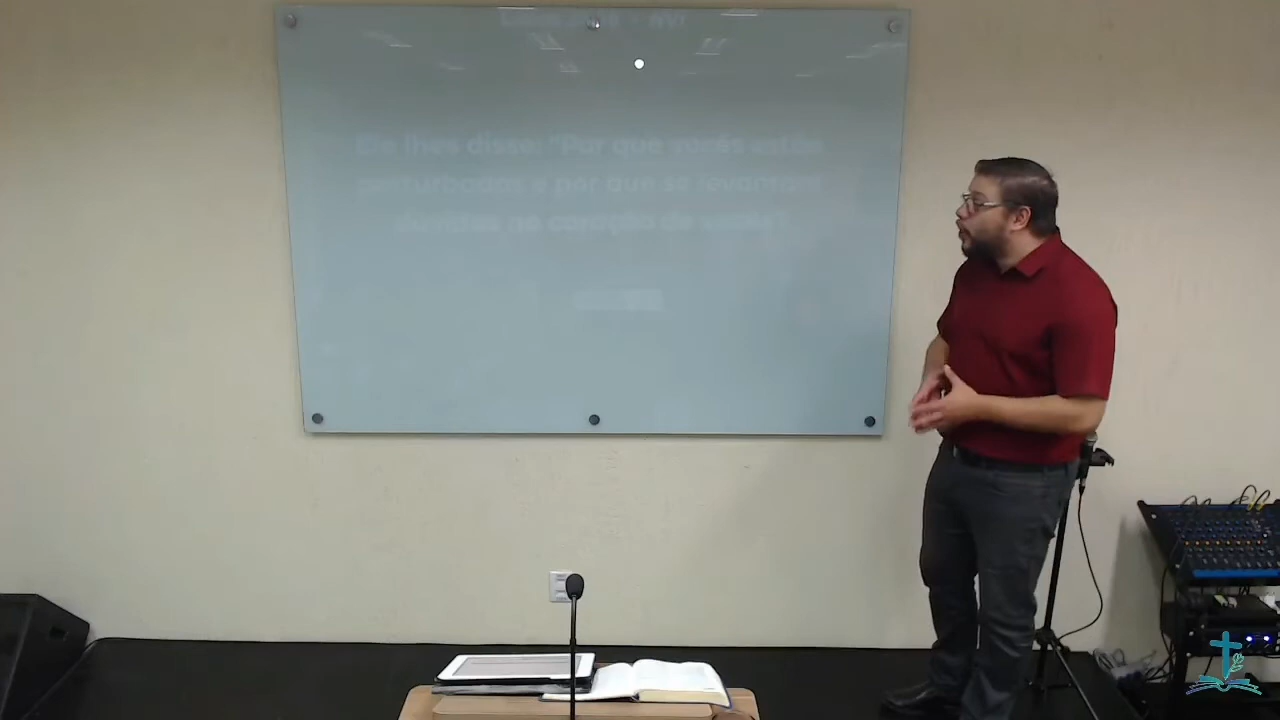 Ele lhes disse: "Por que vocês estão
perturbados e por que se levantam
dúvidas no coração de vocês?